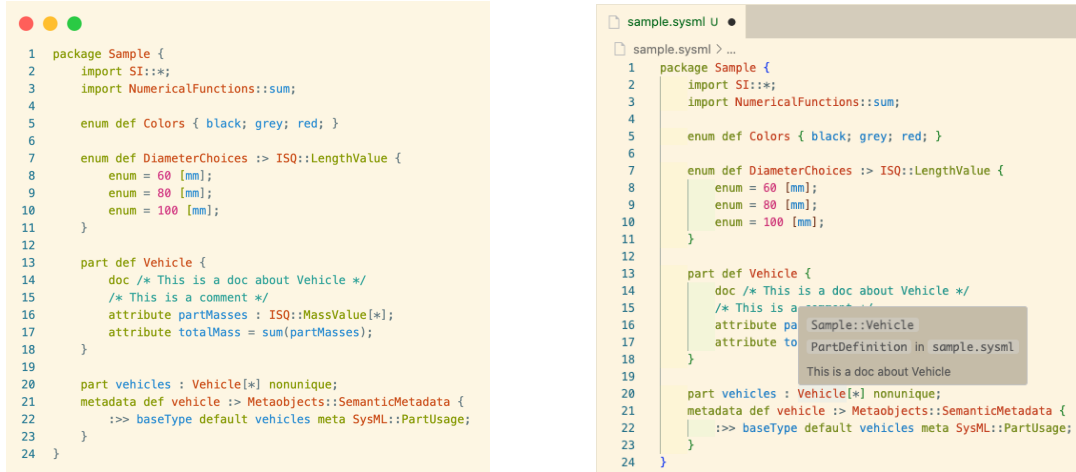 1 package Sample {
2 import SI::*;
3 import NumericalFunctions::sum;
4
5 enum def Colors { black; grey; red; }
6
7 enum def DiameterChoices :> ISQ::LengthValue {
8 enum = 60 [mm];
9 enum = 80 [mm];
10 enum = 100 [mm];
11 }
12
13 part def Vehicle {
14 doc /* This is a doc about Vehicle */
15 /* This is a comment */
16 attribute partMasses : ISQ::MassValue[*];
17 attribute totalMass = sum(partMasses);
18 }
19
20 part vehicles : Vehicle[*] nonunique;
21 metadata def vehicle :> Metaobjects::SemanticMetadata {
22 :>> baseType default vehicles meta SysML::PartUsage;
23 }
24 }
sample.sysml U ●
sample.sysml > ...
1 package Sample {
2 import SI::*;
3 import NumericalFunctions::sum;
4
5 enum def Colors { black; grey; red; }
6
7 enum def DiameterChoices :> ISQ::LengthValue {
8 enum = 60 [mm];
9 enum = 80 [mm];
10 enum = 100 [mm];
11 }
12
13 part def Vehicle {
14 doc /* This is a doc about Vehicle */
15 /* This is a
16 attribute pa
17 attribute to
18 }
19
Sample::Vehicle
PartDefinition in sample.sysml
This is a doc about Vehicle
20 part vehicles : Vehicle[*] nonunique;
21 metadata def vehicle :> Metaobjects::SemanticMetadata {
22 :>> baseType default vehicles meta SysML::PartUsage;
23 }
24 }